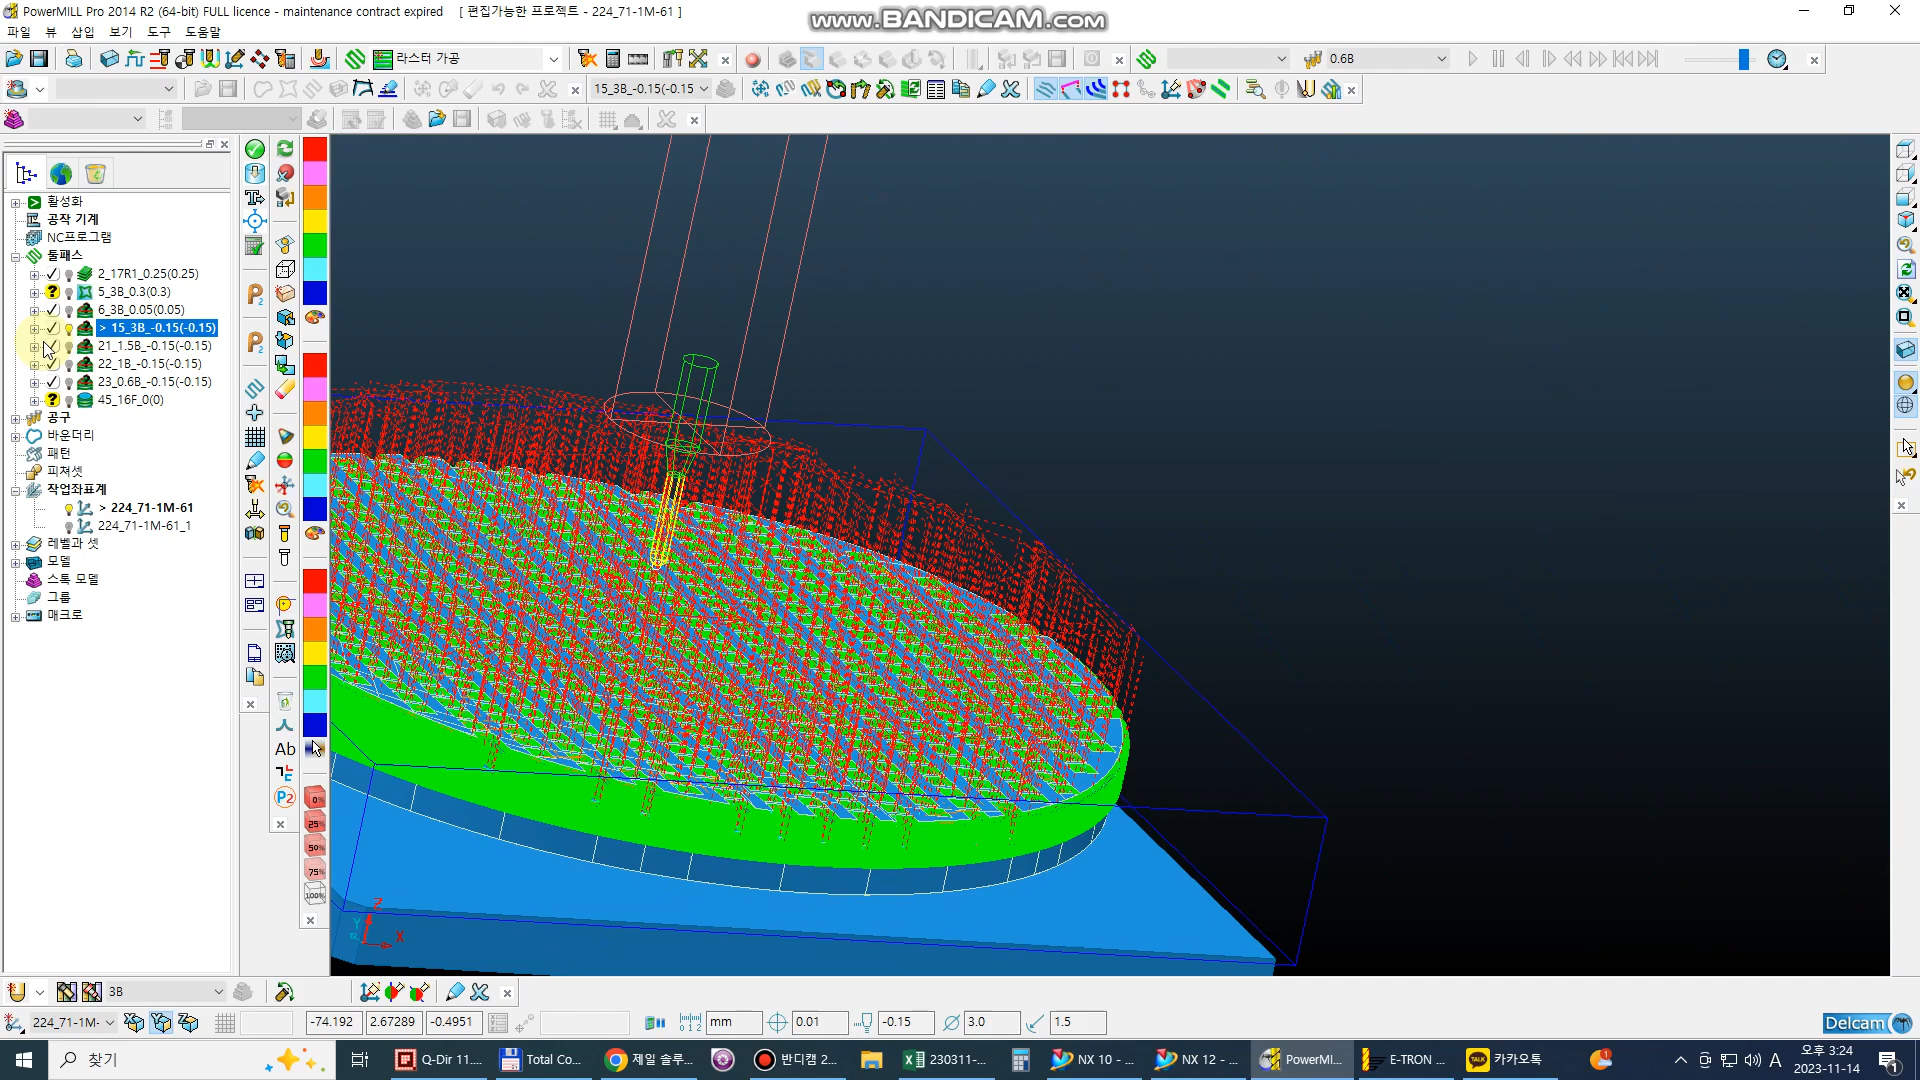 PowerMILL Pro 2014 R2 (64-bit) FULL licence - maintenance contract expired    [ 편집가능한 프로젝트 - 224_71-1M-61 ]
www.BANDICAM.com
파일 뷰 삽입 보기 도구 도움말
라스터 가공
0.6B
15_3B_-0.15(-0.15
활성화
공작 기계
NC프로그램
툴패스
2_17R1_0.25(0.25)
5_3B_0.3(0.3)
6_3B_0.05(0.05)
> 15_3B_-0.15(-0.15)
21_1.5B_-0.15(-0.15)
22_1B_-0.15(-0.15)
23_0.6B_-0.15(-0.15)
45_16F_0(0)
공구
바운더리
패턴
피쳐셋
작업좌표계
> 224_71-1M-61
224_71-1M-61_1
레벨과 셋
모델
스톡 모델
그룹
매크로
P2
P2
Ab
P2
0%
25%
50%
75%
100%
Z
Y
X
3B
224_71-1M-
-74.192
2.67289
-0.4951
mm
0.01
-0.15
3.0
1.5
Delcam
찾기
Q-Dir 11....
Total Co...
제일 솔루...
반디캠 2...
230311-...
NX 10 - ...
NX 12 - ...
PowerMI...
E-TRON ...
카카오톡
1
A
오후 3:24
2023-11-14
1